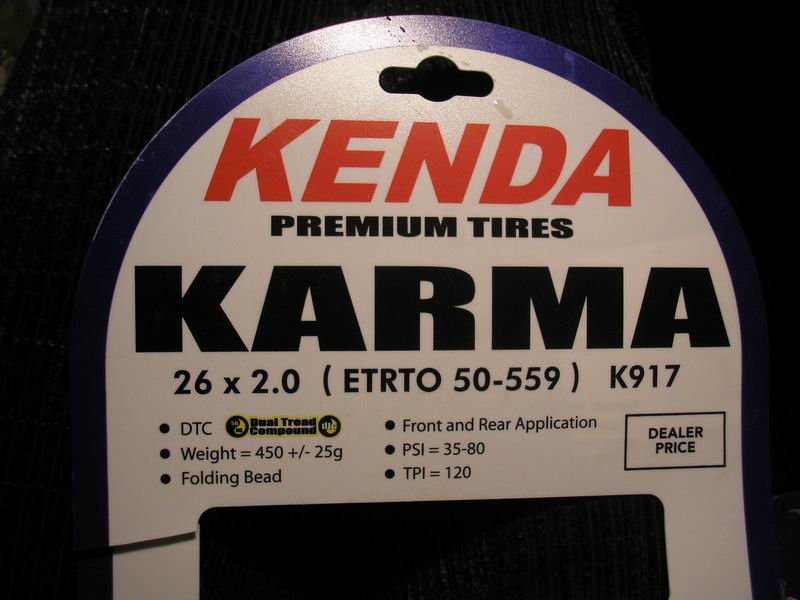 KENDA
PREMIUM TIRES
KARMA
26 x 2.0 ( ETRTO 50-559 ) K917
• DTC Dual Tread Compound DTC
• Weight = 450 +/- 25g
• Folding Bead
• Front and Rear Application
• PSI = 35-80
• TPI = 120
DEALER
PRICE